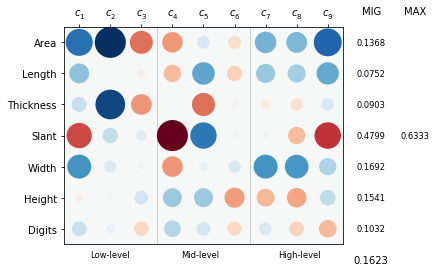 c1 c2 c3 c4 c5 c6 c7 c8 c9 MIG MAX
Area 0.1368
Length 0.0752
Thickness 0.0903
Slant 0.4799 0.6333
Width 0.1692
Height 0.1541
Digits 0.1032
Low-level Mid-level High-level
0.1623